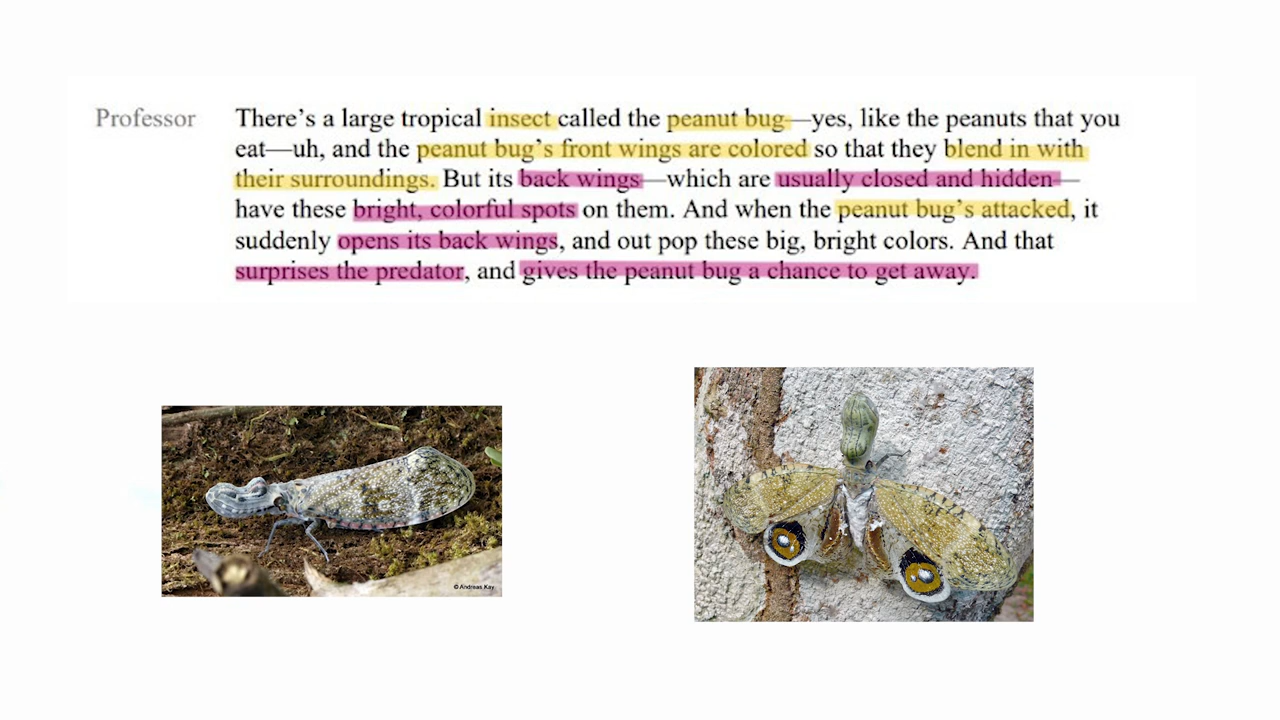 Professor There's a large tropical insect called the peanut bug—yes, like the peanuts that you
eat—uh, and the peanut bug's front wings are colored so that they blend in with
their surroundings. But its back wings—which are usually closed and hidden—
have these bright, colorful spots on them. And when the peanut bug's attacked, it
suddenly opens its back wings, and out pop these big, bright colors. And that
surprises the predator, and gives the peanut bug a chance to get away.
© Andreas Kay